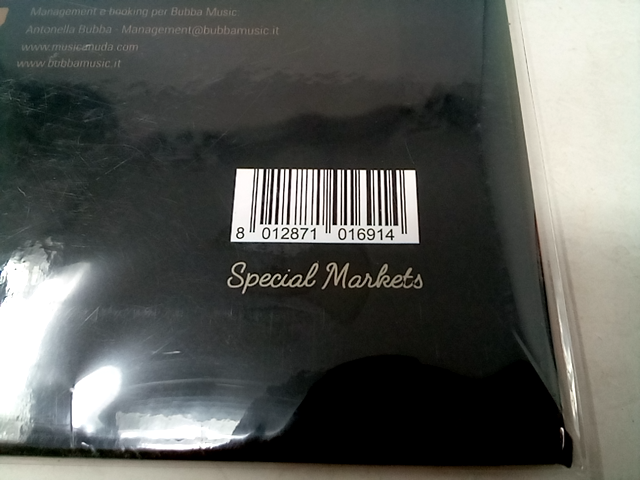 Management e booking per Bubba Music:
Antonella Bubba - Management@bubbamusic.it
www.musicanuda.com
www.bubbamusic.it
8 012871 016914
Special Markets